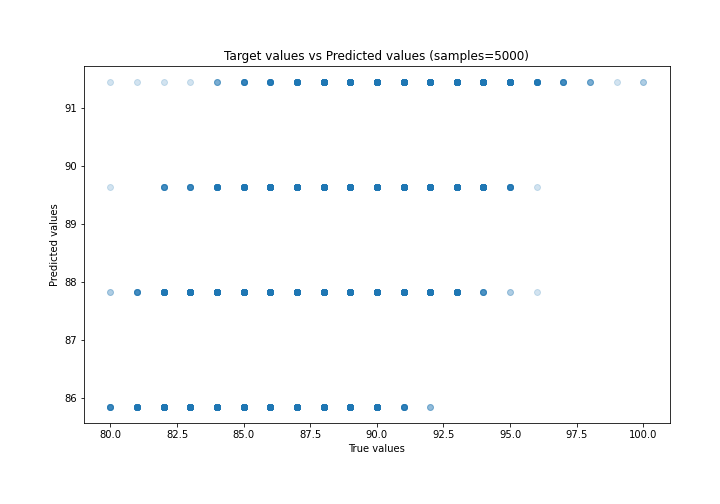 Target values vs Predicted values (samples=5000)
Predicted values
91
90
89
88
87
86
80.0 82.5 85.0 87.5 90.0 92.5 95.0 97.5 100.0
True values